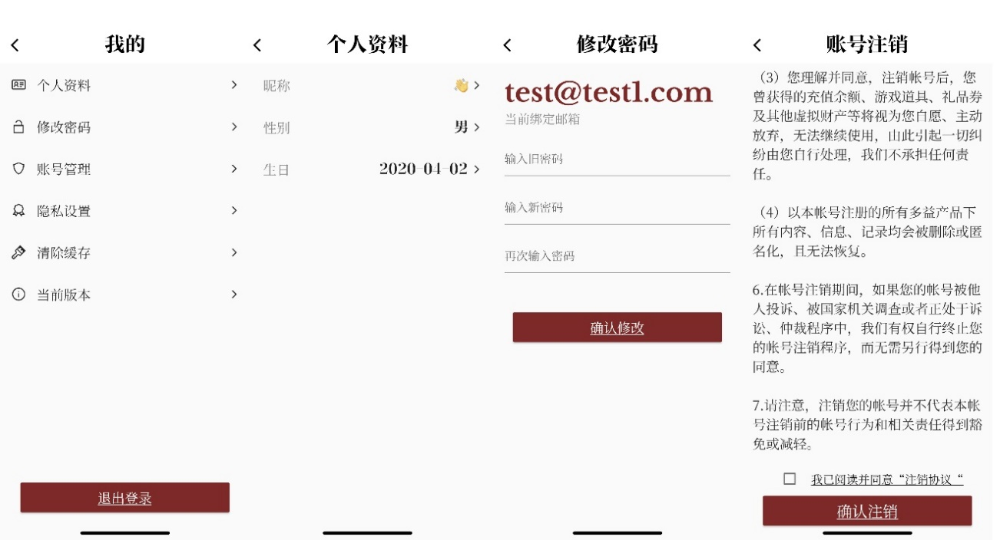 我的
个人资料
修改密码
账号管理
隐私设置
清除缓存
当前版本
退出登录
个人资料
昵称 👋
性别 男
生日 2020-04-02
修改密码
test@test1.com
当前绑定邮箱
输入旧密码
输入新密码
再次输入密码
确认修改
账号注销
（3）您理解并同意，注销帐号后，您
曾获得的充值余额、游戏道具、礼品券
及其他虚拟财产等将视为您自愿、主动
放弃，无法继续使用，由此引起一切纠
纷由您自行处理，我们不承担任何责
任。
（4）以本帐号注册的所有多益产品下
所有内容、信息、记录均会被删除或匿
名化，且无法恢复。
6.在帐号注销期间，如果您的帐号被他
人投诉、被国家机关调查或者正处于诉
讼、仲裁程序中，我们有权自行终止您
的帐号注销程序，而无需另行得到您的
同意。
7.请注意，注销您的帐号并不代表本帐
号注销前的帐号行为和相关责任得到豁
免或减轻。
我已阅读并同意“注销协议“
确认注销